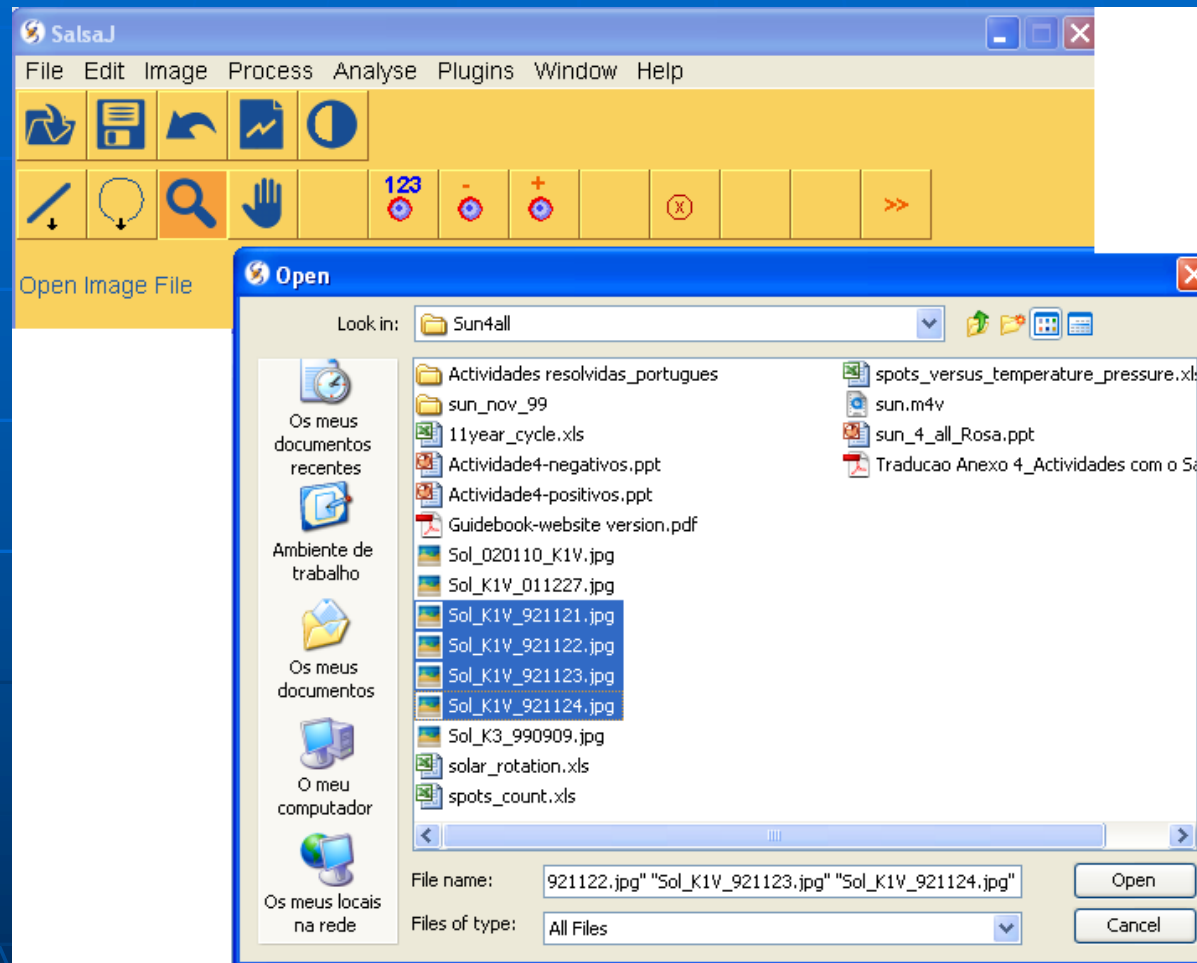 SalsaJ
File Edit Image Process Analyse Plugins Window Help
123
- +
x
>>
Open Image File
Open
Look in: Sun4all
Os meus
documentos
recentes
Ambiente de
trabalho
Os meus
documentos
O meu
computador
Os meus locais
na rede
Actividades resolvidas_portugues
sun_nov_99
11year_cycle.xls
Actividade4-negativos.ppt
Actividade4-positivos.ppt
Guidebook-website version.pdf
Sol_020110_K1V.jpg
Sol_K1V_011227.jpg
Sol_K1V_921121.jpg
Sol_K1V_921122.jpg
Sol_K1V_921123.jpg
Sol_K1V_921124.jpg
Sol_K3_990909.jpg
solar_rotation.xls
spots_count.xls
spots_versus_temperature_pressure.xls
sun.m4v
sun_4_all_Rosa.ppt
Traducao Anexo 4_Actividades com o
File name: 921122.jpg" "Sol_K1V_921123.jpg" "Sol_K1V_921124.jpg" Open
Files of type: All Files Cancel